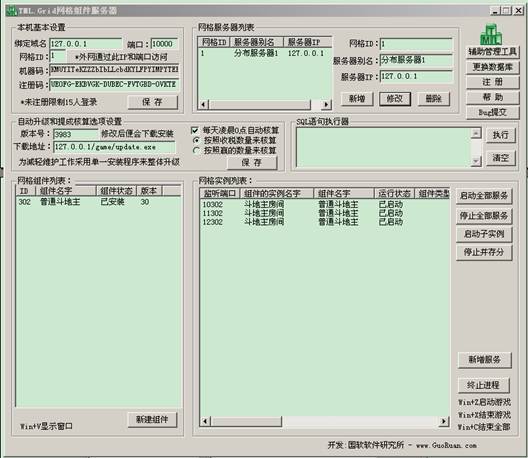 TML.Grid网格组件服务器
本机基本设置
绑定域名 127.0.0.1 端口: 10000
网格ID: 1 *外网通过此IP和端口访问
机器码:
注册码:
*未注册限制15人登录 保 存
网格服务器列表
网格ID 服务器别名 服务器IP
1 分布服务器1 127.0.0.1
网格ID: 1
服务器别名: 分布服务器1
服务器IP: 127.0.0.1
新增 修改 删除
辅助管理工具
更换数据库
注 册
帮 助
Bug提交
自动升级和提成核算选项设置
版本号: 3983 修改后便会下载安装
下载地址: 127.0.0.1/game/update.exe
为减轻维护工作采用单一安装程序来整体升级
每天凌晨0点自动核算
按照收税数量来核算
按照赢的数量来核算
保 存
SQL语句执行器
执行
清空
网格组件列表:
ID 组件名字 组件状态 版本
302 普通斗地主 已安装 30
Win+V显示窗口 新建组件
网格实例列表:
监听端口 组件的实例名字 组件名字 运行状态 组件类型
10302 斗地主房间 普通斗地主 已启动
11302 斗地主房间 普通斗地主 已启动
12302 斗地主房间 普通斗地主 已启动
启动全部服务
停止全部服务
启动子实例
停止并存分
新增服务
终止进程
Win+Z启动游戏
Win+X结束游戏
Win+C结束全部
开发:国软软件研究所 - www.GuoRuan.com